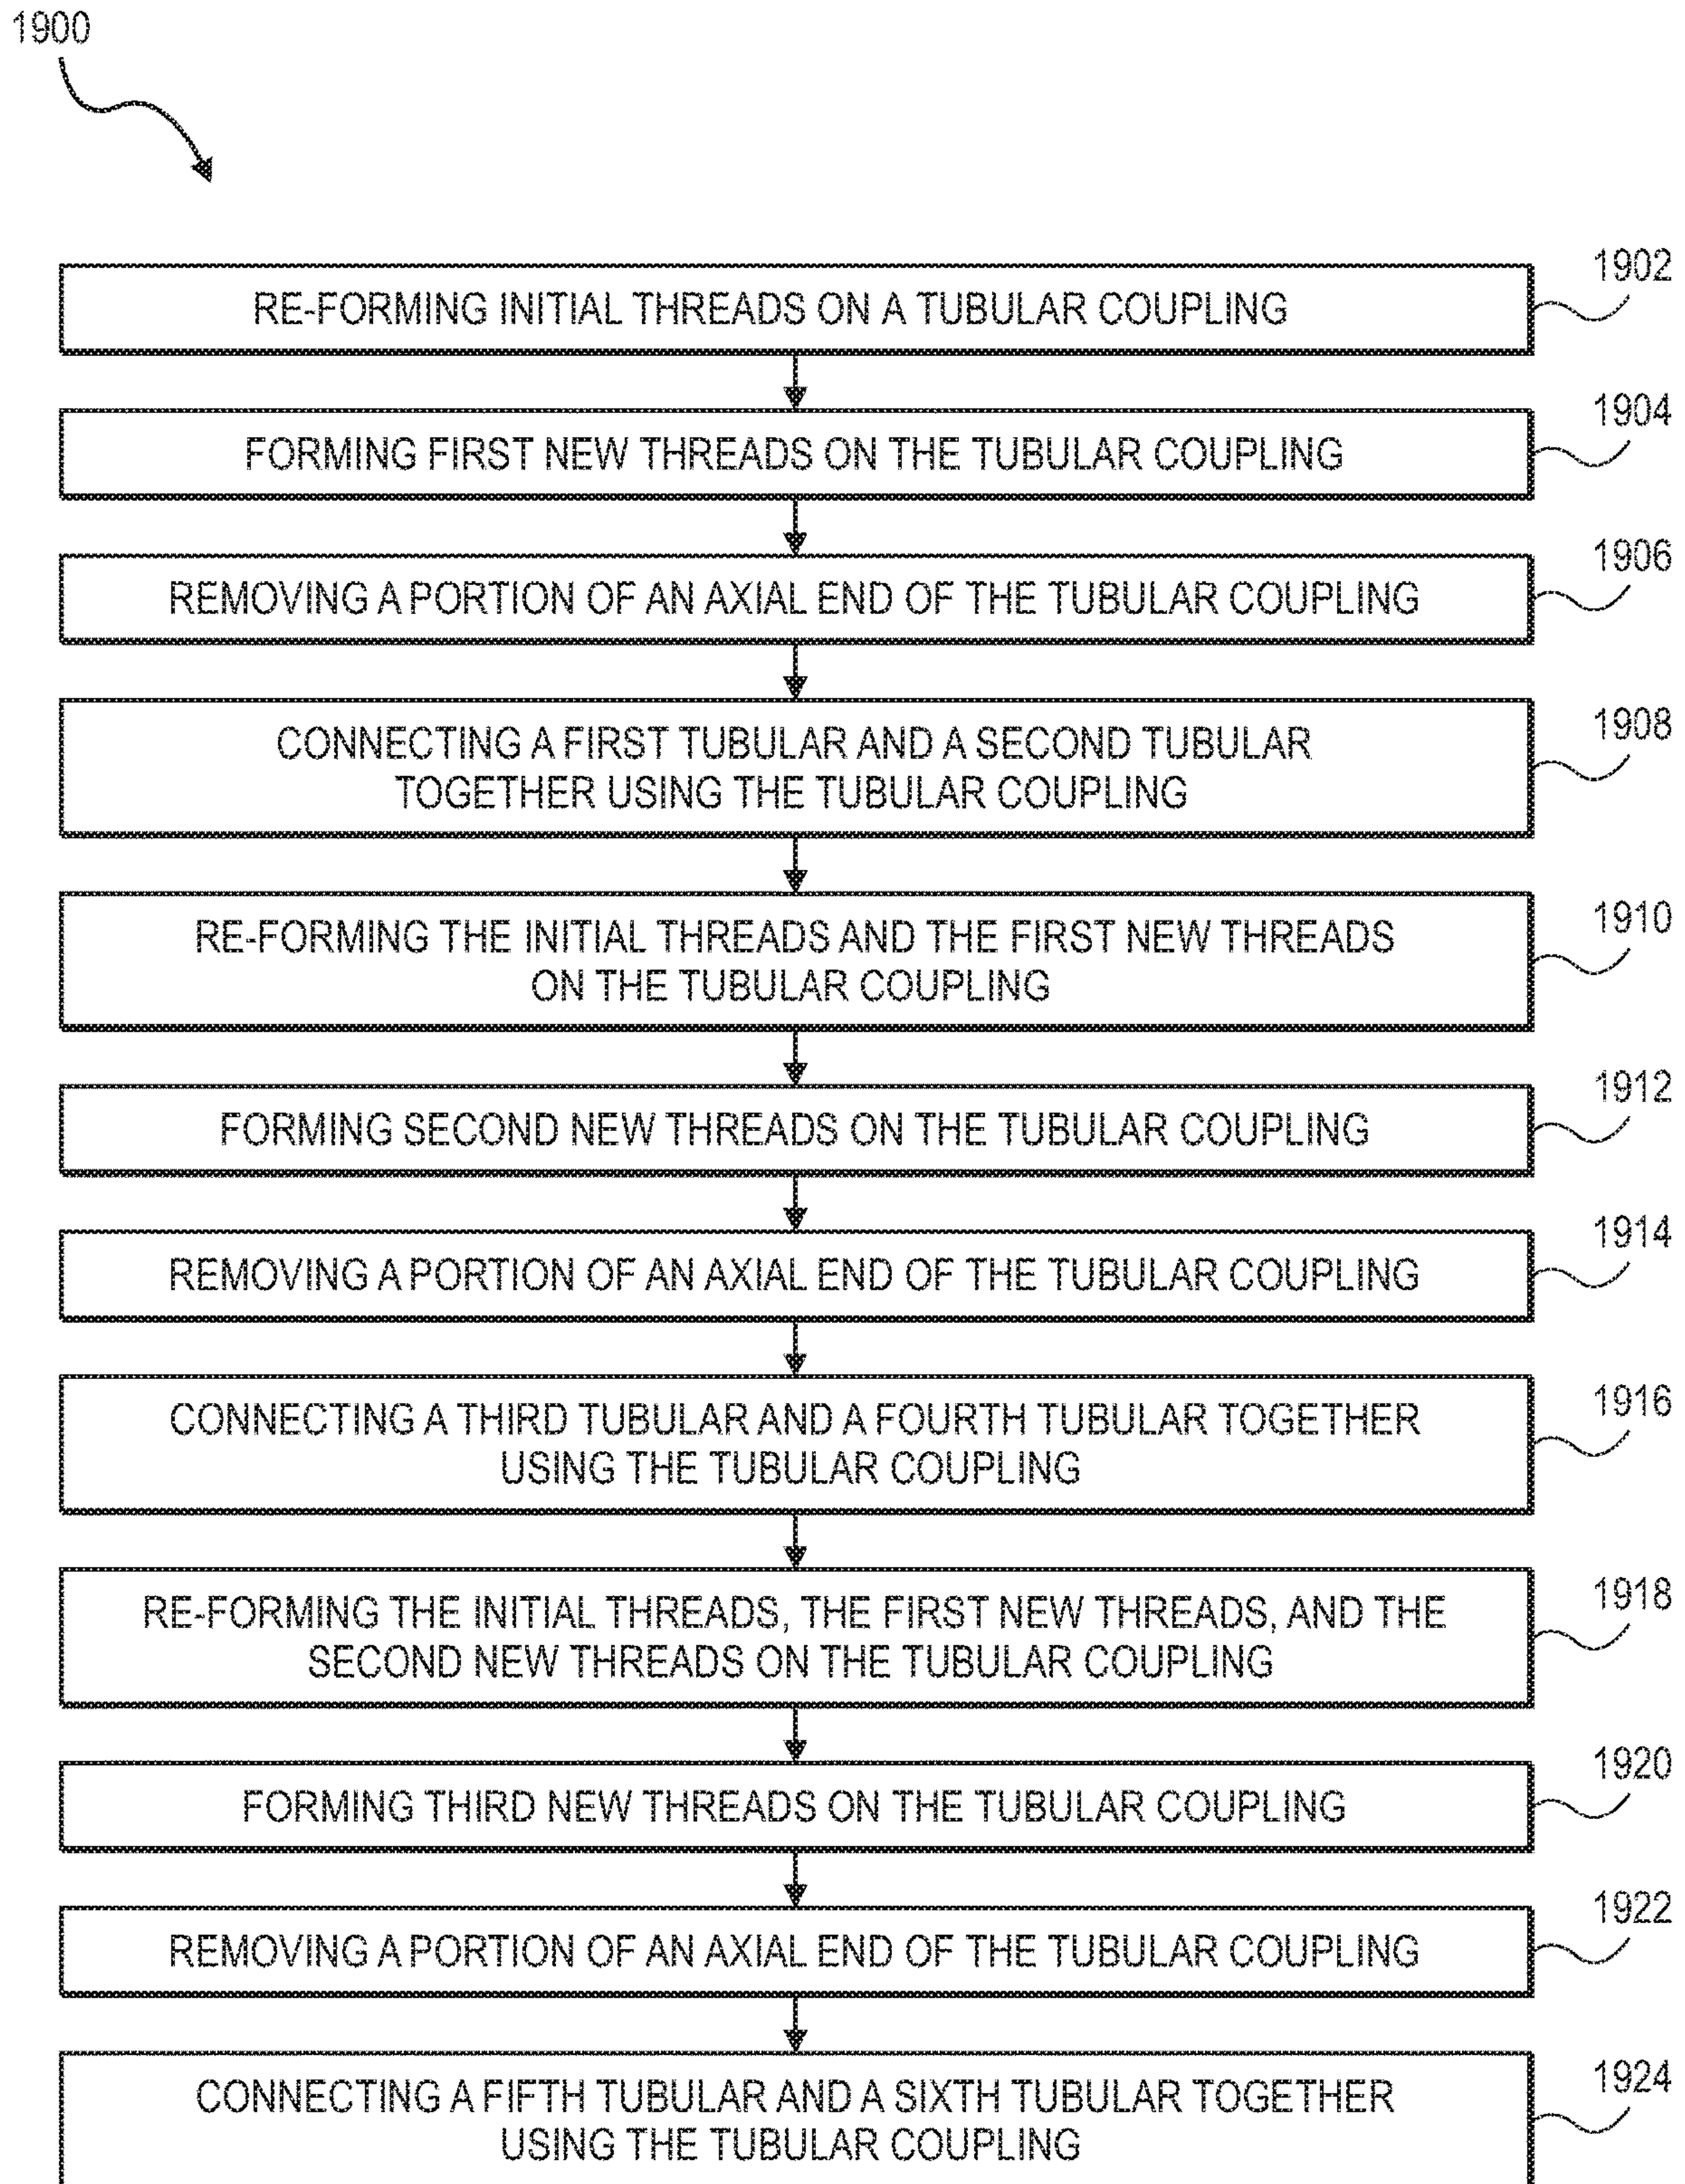 1900
RE-FORMING INITIAL THREADS ON A TUBULAR COUPLING
1902
FORMING FIRST NEW THREADS ON THE TUBULAR COUPLING
1904
REMOVING A PORTION OF AN AXIAL END OF THE TUBULAR COUPLING
1906
CONNECTING A FIRST TUBULAR AND A SECOND TUBULAR
TOGETHER USING THE TUBULAR COUPLING
1908
RE-FORMING THE INITIAL THREADS AND THE FIRST NEW THREADS
ON THE TUBULAR COUPLING
1910
FORMING SECOND NEW THREADS ON THE TUBULAR COUPLING
1912
REMOVING A PORTION OF AN AXIAL END OF THE TUBULAR COUPLING
1914
CONNECTING A THIRD TUBULAR AND A FOURTH TUBULAR TOGETHER
USING THE TUBULAR COUPLING
1916
RE-FORMING THE INITIAL THREADS, THE FIRST NEW THREADS, AND THE
SECOND NEW THREADS ON THE TUBULAR COUPLING
1918
FORMING THIRD NEW THREADS ON THE TUBULAR COUPLING
1920
REMOVING A PORTION OF AN AXIAL END OF THE TUBULAR COUPLING
1922
CONNECTING A FIFTH TUBULAR AND A SIXTH TUBULAR TOGETHER
USING THE TUBULAR COUPLING
1924